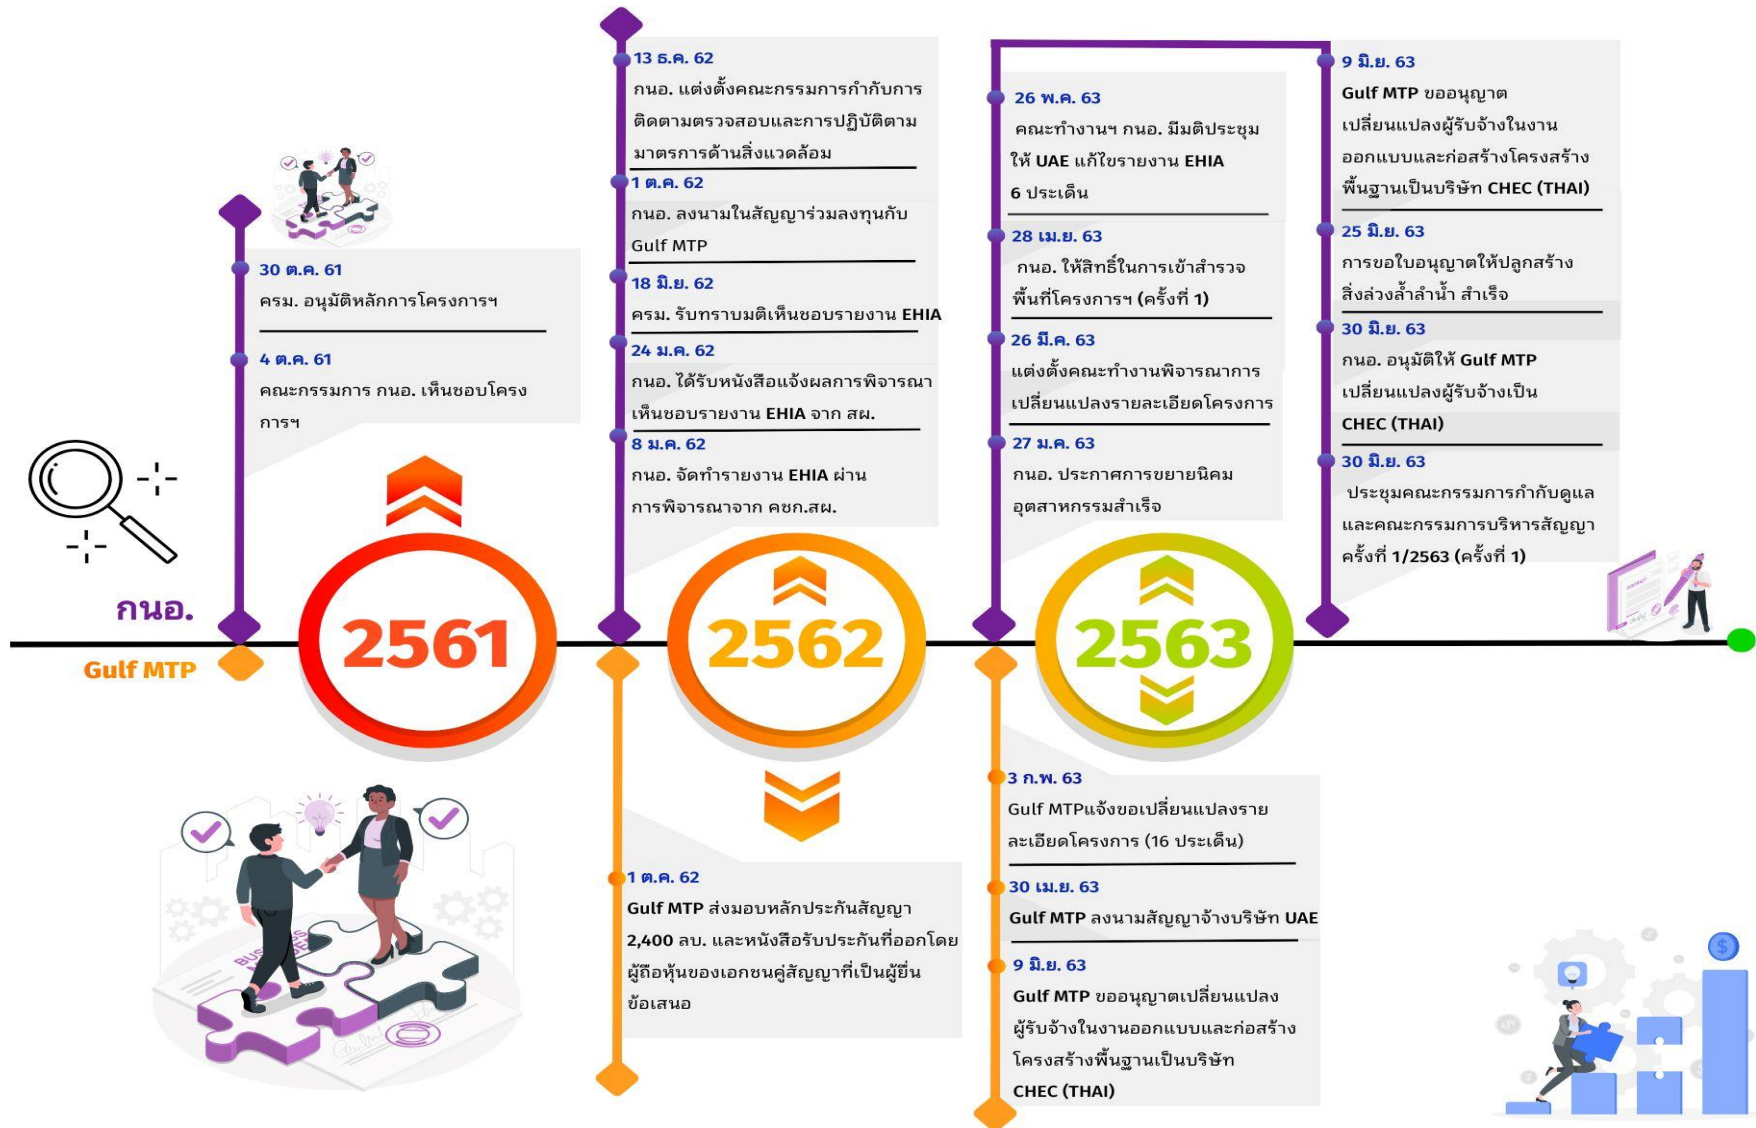 30 ต.ค. 61
ครม. อนุมัติหลักการโครงการฯ
4 ต.ค. 61
คณะกรรมการ กนอ. เห็นชอบโครง
การฯ
13 ธ.ค. 62
กนอ. แต่งตั้งคณะกรรมการกำกับการ
ติดตามตรวจสอบและการปฏิบัติตาม
มาตรการด้านสิ่งแวดล้อม
1 ต.ค. 62
กนอ. ลงนามในสัญญาร่วมลงทุนกับ
Gulf MTP
18 มิ.ย. 62
ครม. รับทราบมติเห็นชอบรายงาน EHIA
24 ม.ค. 62
กนอ. ได้รับหนังสือแจ้งผลการพิจารณา
เห็นชอบรายงาน EHIA จาก สผ.
8 ม.ค. 62
กนอ. จัดทำรายงาน EHIA ผ่าน
การพิจารณาจาก คชก.สผ.
26 พ.ค. 63
คณะทำงานฯ กนอ. มีมติประชุม
ให้ UAE แก้ไขรายงาน EHIA
6 ประเด็น
28 เม.ย. 63
กนอ. ให้สิทธิ์ในการเข้าสำรวจ
พื้นที่โครงการฯ (ครั้งที่ 1)
26 มี.ค. 63
แต่งตั้งคณะทำงานพิจารณาการ
เปลี่ยนแปลงรายละเอียดโครงการ
27 ม.ค. 63
กนอ. ประกาศการขยายนิคม
อุตสาหกรรมสำเร็จ
9 มิ.ย. 63
Gulf MTP ขออนุญาต
เปลี่ยนแปลงผู้รับจ้างในงาน
ออกแบบและก่อสร้างโครงสร้าง
พื้นฐานเป็นบริษัท CHEC (THAI)
25 มิ.ย. 63
การขอใบอนุญาตให้ปลูกสร้าง
สิ่งล่วงล้ำลำน้ำ สำเร็จ
30 มิ.ย. 63
กนอ. อนุมัติให้ Gulf MTP
เปลี่ยนแปลงผู้รับจ้างเป็น
CHEC (THAI)
30 มิ.ย. 63
ประชุมคณะกรรมการกำกับดูแล
และคณะกรรมการบริหารสัญญา
ครั้งที่ 1/2563 (ครั้งที่ 1)
กนอ.
Gulf MTP
2561
2562
2563
1 ต.ค. 62
Gulf MTP ส่งมอบหลักประกันสัญญา
2,400 ลบ. และหนังสือรับประกันที่ออกโดย
ผู้ถือหุ้นของเอกชนคู่สัญญาที่เป็นผู้ยื่น
ข้อเสนอ
3 ก.พ. 63
Gulf MTPแจ้งขอเปลี่ยนแปลงราย
ละเอียดโครงการ (16 ประเด็น)
30 เม.ย. 63
Gulf MTP ลงนามสัญญาจ้างบริษัท UAE
9 มิ.ย. 63
Gulf MTP ขออนุญาตเปลี่ยนแปลง
ผู้รับจ้างในงานออกแบบและก่อสร้าง
โครงสร้างพื้นฐานเป็นบริษัท
CHEC (THAI)